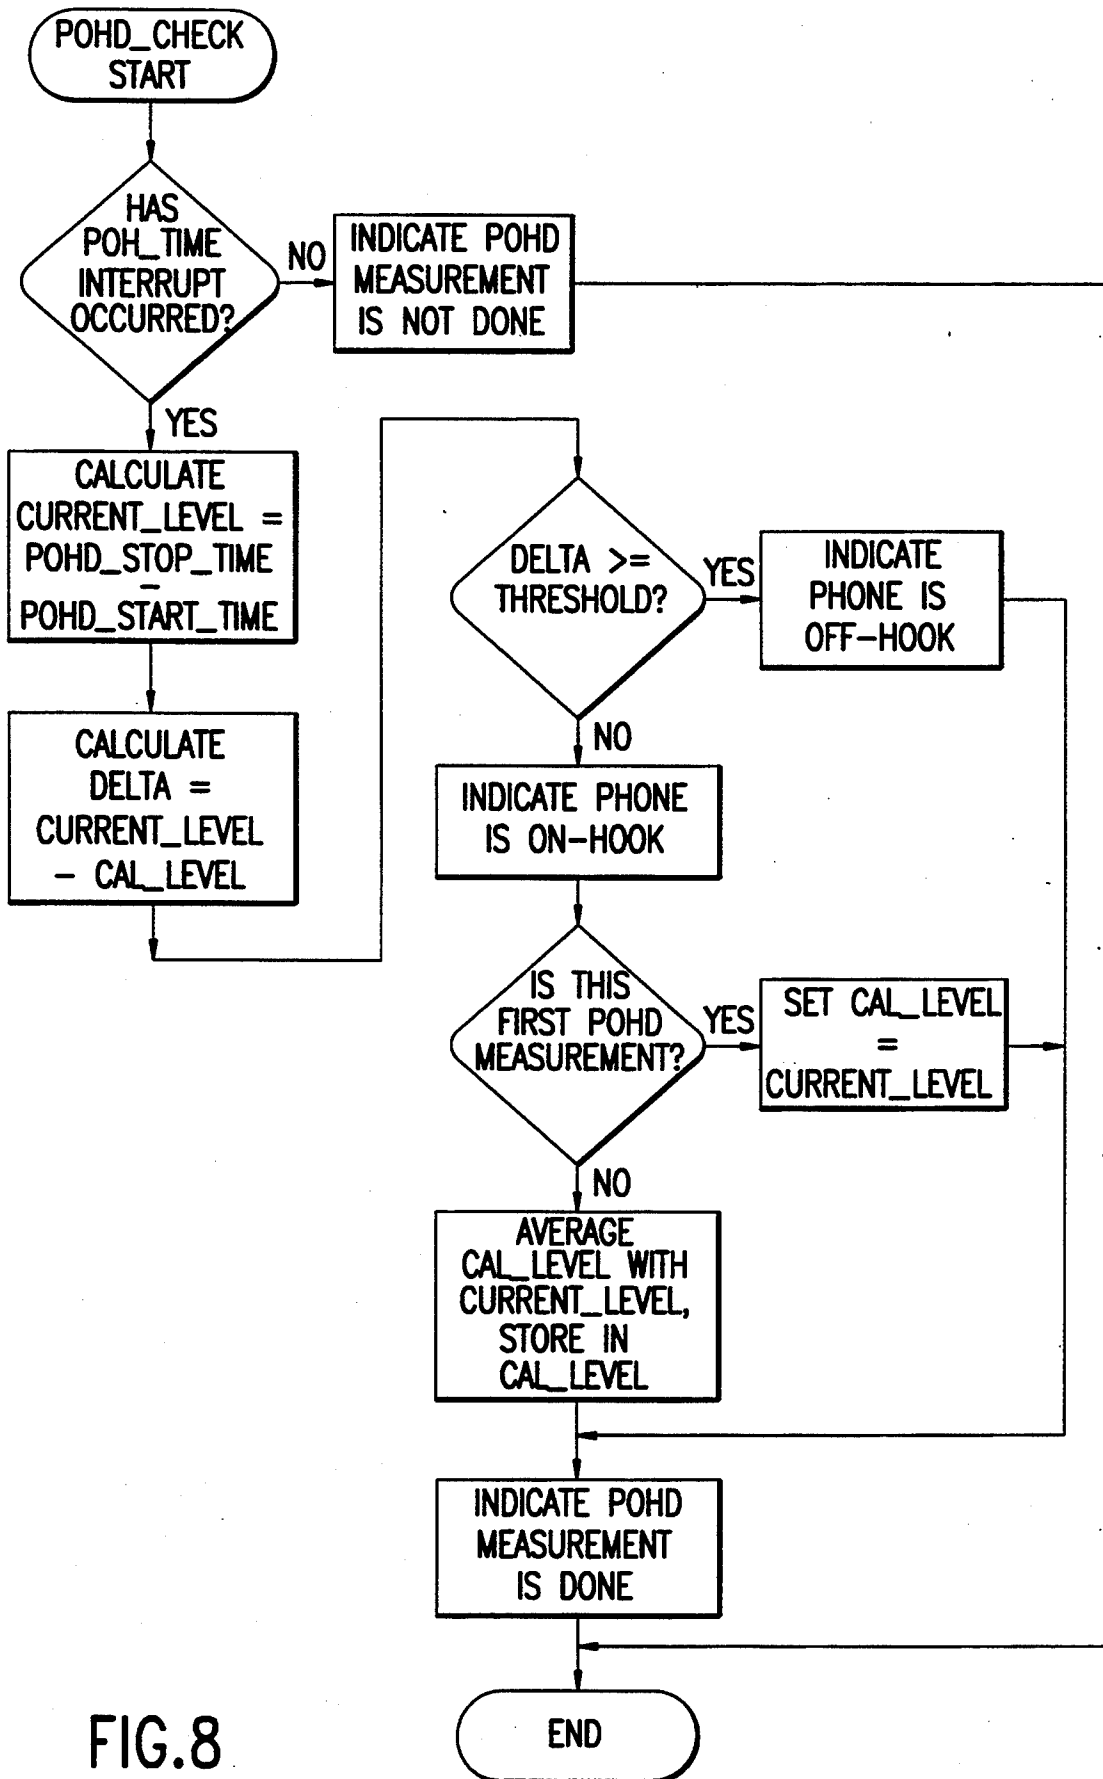 POHD_CHECK
START
HAS
POH_TIME
INTERRUPT
OCCURRED?
NO
INDICATE POHD
MEASUREMENT
IS NOT DONE
YES
CALCULATE
CURRENT_LEVEL =
POHD_STOP_TIME
-
POHD_START_TIME
CALCULATE
DELTA =
CURRENT_LEVEL
- CAL_LEVEL
DELTA >=
THRESHOLD?
YES
INDICATE
PHONE IS
OFF-HOOK
NO
INDICATE PHONE
IS ON-HOOK
IS THIS
FIRST POHD
MEASUREMENT?
YES
SET CAL_LEVEL
=
CURRENT_LEVEL
NO
AVERAGE
CAL_LEVEL WITH
CURRENT_LEVEL,
STORE IN
CAL_LEVEL
INDICATE POHD
MEASUREMENT
IS DONE
END
FIG.8